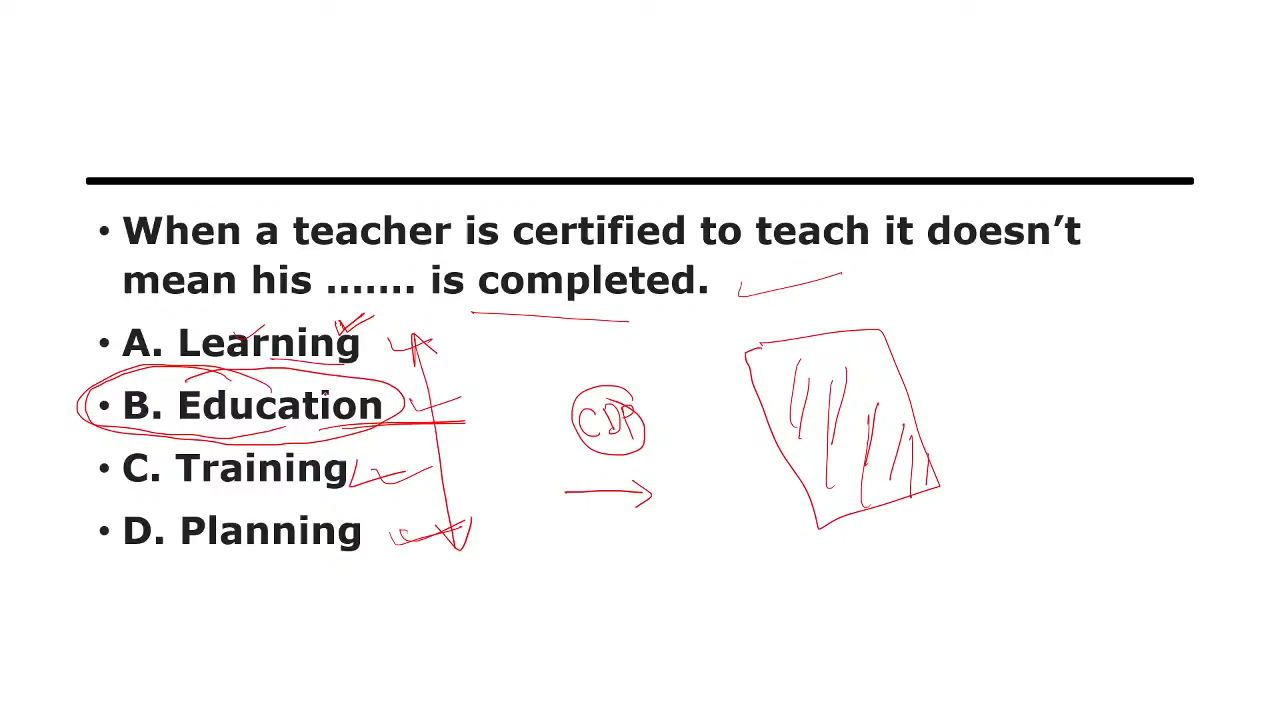 • When a teacher is certified to teach it doesn’t
mean his ....... is completed.
• A. Learning
• B. Education
• C. Training
• D. Planning
CDP